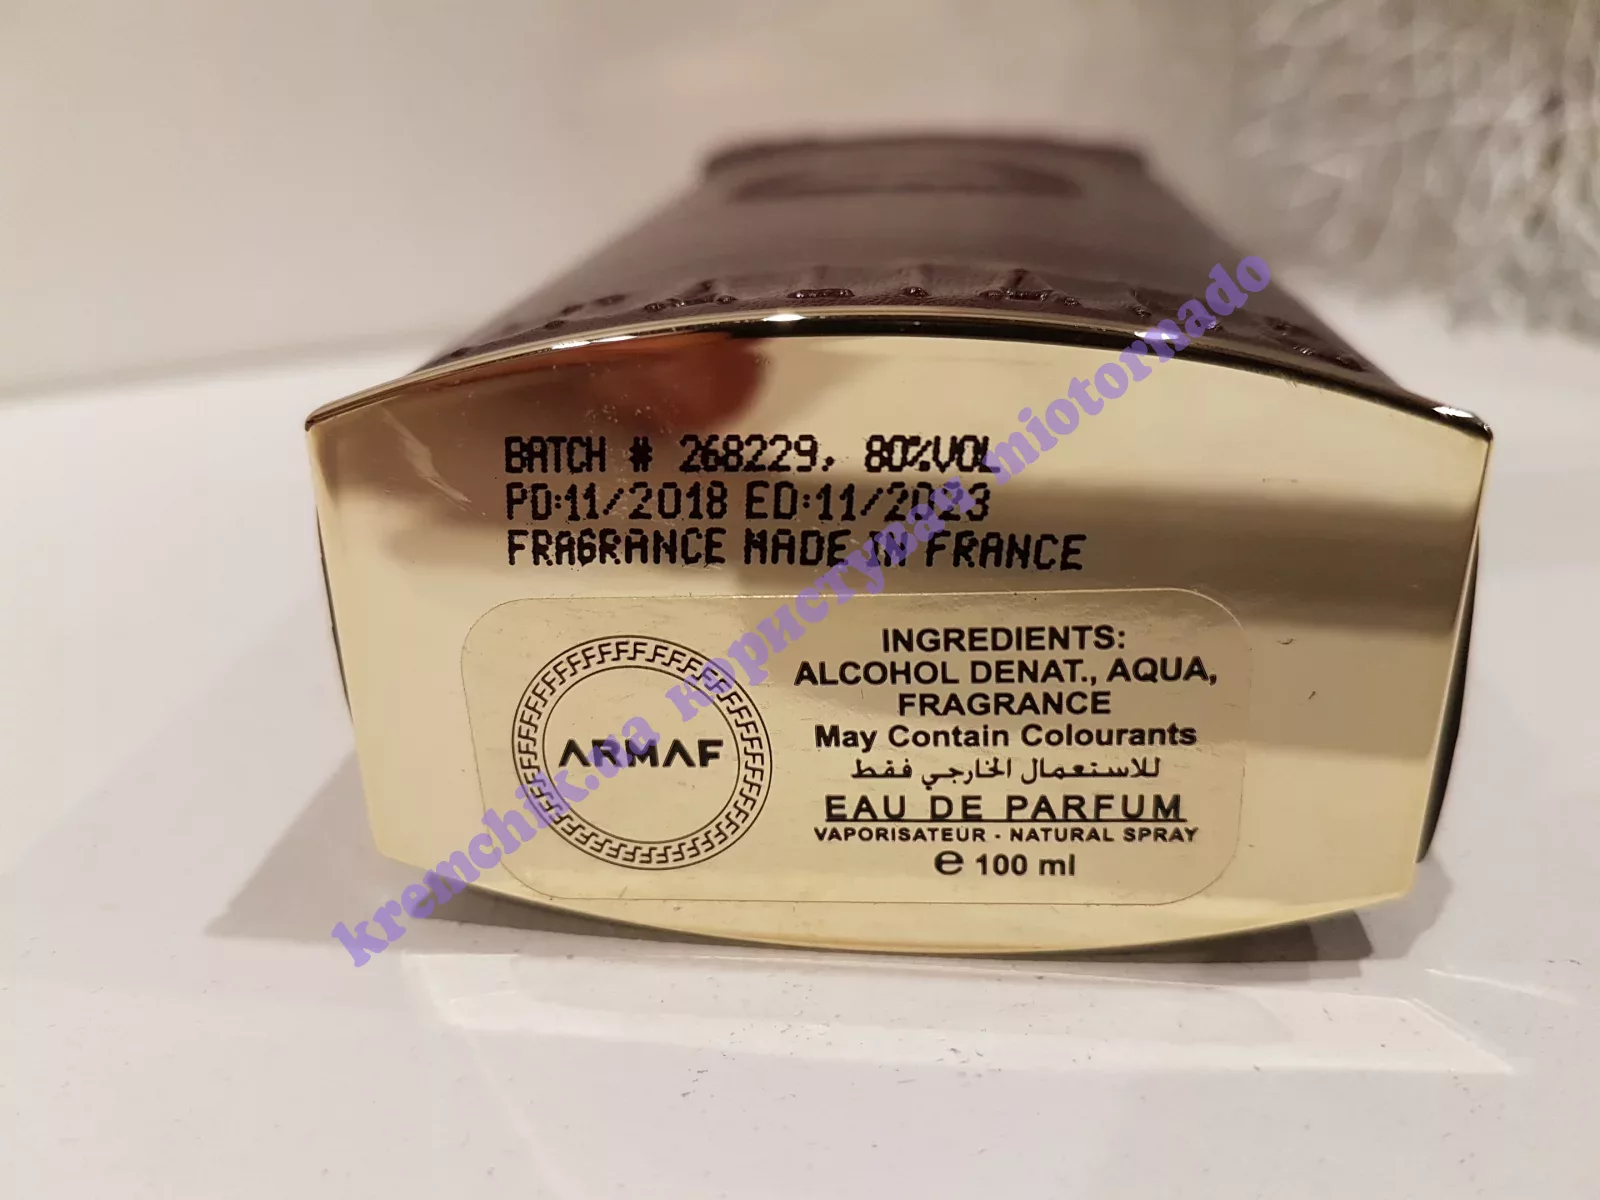 BATCH # 268229, 80%VOL
PD:11/2018 ED:11/2023
FRAGRANCE MADE IN FRANCE
ARMAF
INGREDIENTS:
ALCOHOL DENAT., AQUA,
FRAGRANCE
May Contain Colourants
للاستعمال الخارجي فقط
EAU DE PARFUM
VAPORISATEUR - NATURAL SPRAY
℮ 100 ml
kremchik.ua користувач miotornado